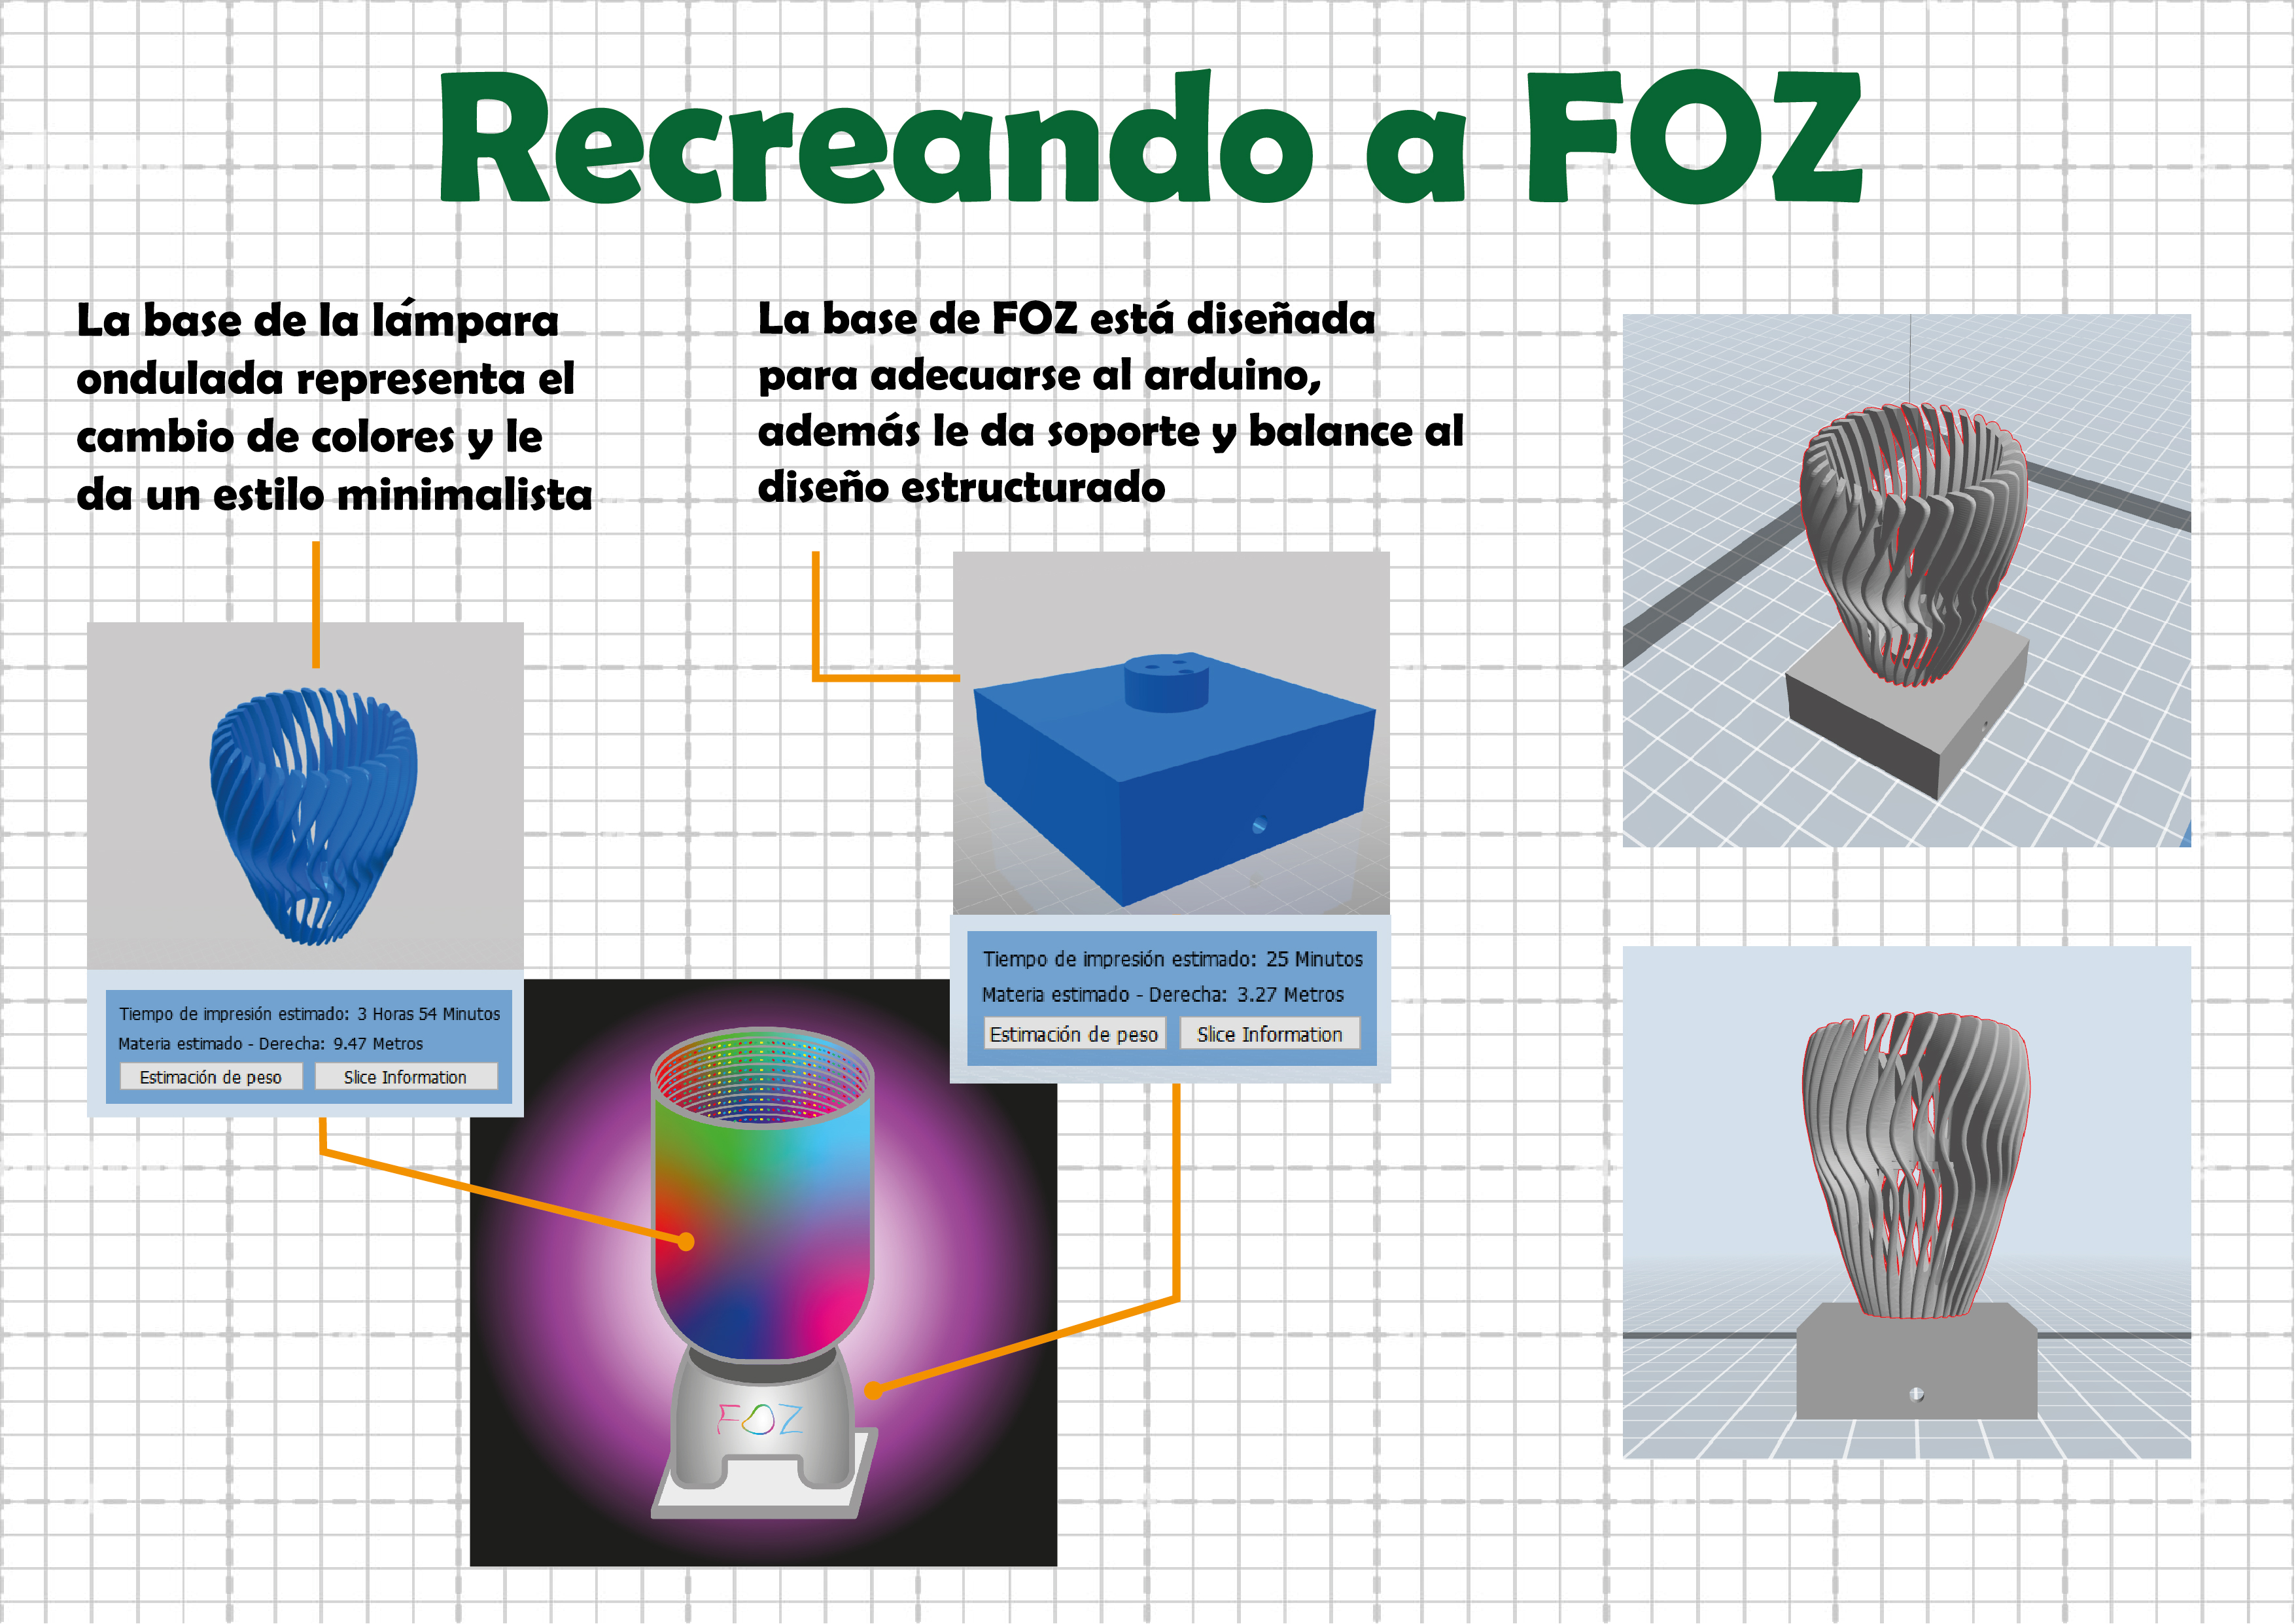 Recreando a FOZ
La base de la lámpara
ondulada representa el
cambio de colores y le
da un estilo minimalista
La base de FOZ está diseñada
para adecuarse al arduino,
además le da soporte y balance al
diseño estructurado
Tiempo de impresión estimado: 3 Horas 54 Minutos
Materia estimado - Derecha: 9.47 Metros
Estimación de peso Slice Information
Tiempo de impresión estimado: 25 Minutos
Materia estimado - Derecha: 3.27 Metros
Estimación de peso Slice Information
FOZ